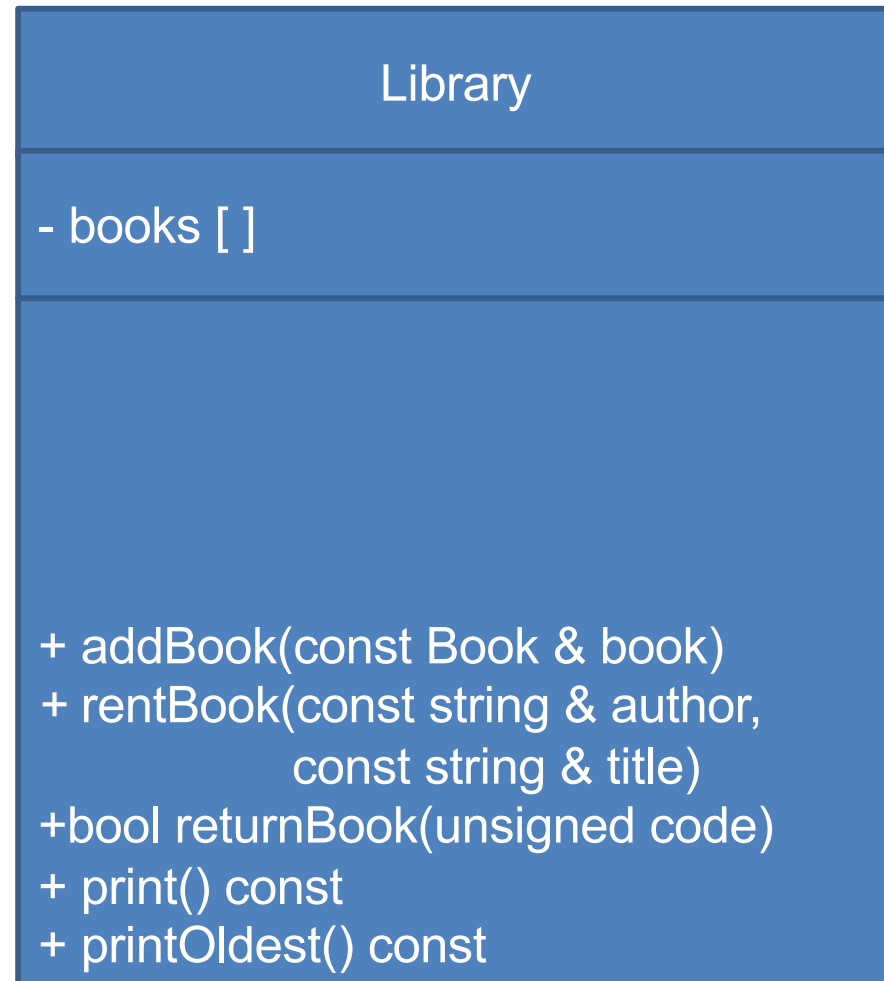 Library
- books [ ]
+ addBook(const Book & book)
+ rentBook(const string & author,
const string & title)
+bool returnBook(unsigned code)
+ print() const
+ printOldest() const